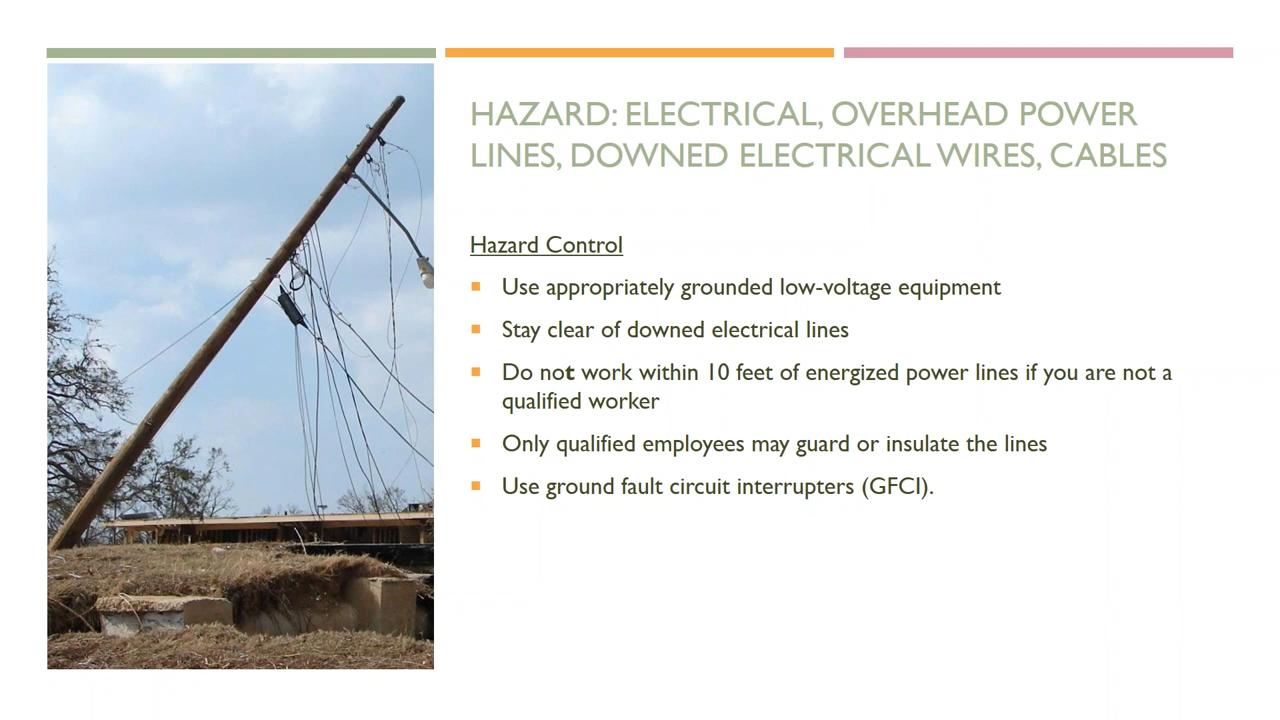 HAZARD: ELECTRICAL, OVERHEAD POWER
LINES, DOWNED ELECTRICAL WIRES, CABLES
Hazard Control
Use appropriately grounded low-voltage equipment
Stay clear of downed electrical lines
Do not work within 10 feet of energized power lines if you are not a
qualified worker
Only qualified employees may guard or insulate the lines
Use ground fault circuit interrupters (GFCI).